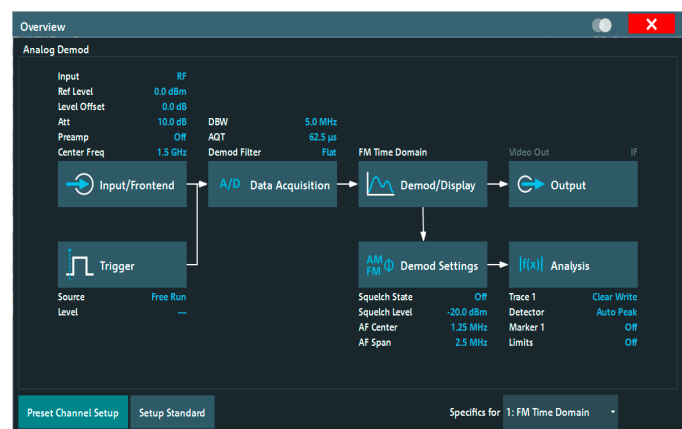 Overview
Analog Demod
Input RF
Ref Level 0.0 dBm
Level Offset 0.0 dB
Att 10.0 dB DBW 5.0 MHz
Preamp Off AQT 62.5 µs
Center Freq 1.5 GHz Demod Filter Flat FM Time Domain Video Out IF
Input/Frontend A/D Data Acquisition Demod/Display Output
Trigger AM FM Φ Demod Settings |f(x)| Analysis
Source Free Run Squelch State Off Trace 1 Clear Write
Level --- Squelch Level -20.0 dBm Detector Auto Peak
AF Center 1.25 MHz Marker 1 Off
AF Span 2.5 MHz Limits Off
Preset Channel Setup Setup Standard Specifics for 1: FM Time Domain